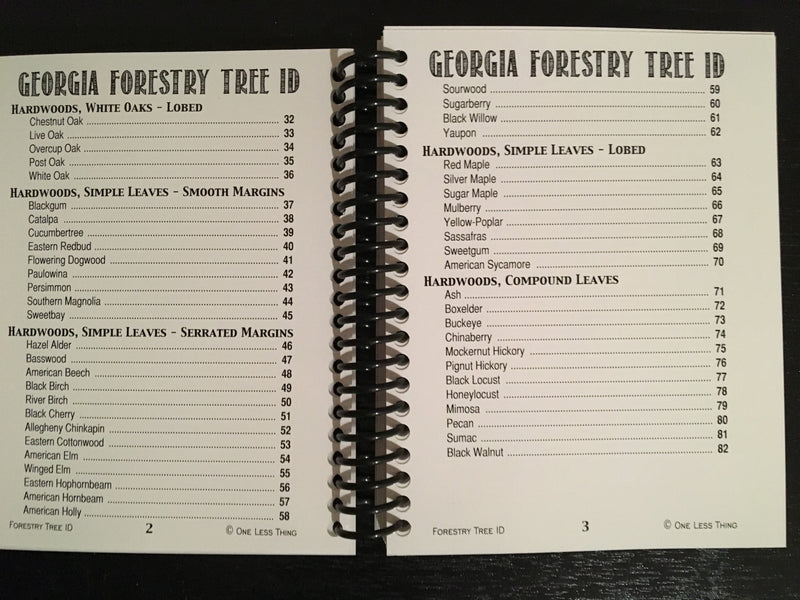 GEORGIA FORESTRY TREE ID
HARDWOODS, WHITE OAKS - LOBED
Chestnut Oak 32
Live Oak 33
Overcup Oak 34
Post Oak 35
White Oak 36
HARDWOODS, SIMPLE LEAVES - SMOOTH MARGINS
Blackgum 37
Catalpa 38
Cucumbertree 39
Eastern Redbud 40
Flowering Dogwood 41
Paulowina 42
Persimmon 43
Southern Magnolia 44
Sweetbay 45
HARDWOODS, SIMPLE LEAVES - SERRATED MARGINS
Hazel Alder 46
Basswood 47
American Beech 48
Black Birch 49
River Birch 50
Black Cherry 51
Allegheny Chinkapin 52
Eastern Cottonwood 53
American Elm 54
Winged Elm 55
Eastern Hophornbeam 56
American Hornbeam 57
American Holly 58
FORESTRY TREE ID 2 © ONE LESS THING
GEORGIA FORESTRY TREE ID
Sourwood 59
Sugarberry 60
Black Willow 61
Yaupon 62
HARDWOODS, SIMPLE LEAVES - LOBED
Red Maple 63
Silver Maple 64
Sugar Maple 65
Mulberry 66
Yellow-Poplar 67
Sassafras 68
Sweetgum 69
American Sycamore 70
HARDWOODS, COMPOUND LEAVES
Ash 71
Boxelder 72
Buckeye 73
Chinaberry 74
Mockernut Hickory 75
Pignut Hickory 76
Black Locust 77
Honeylocust 78
Mimosa 79
Pecan 80
Sumac 81
Black Walnut 82
FORESTRY TREE ID 3 © ONE LESS THING